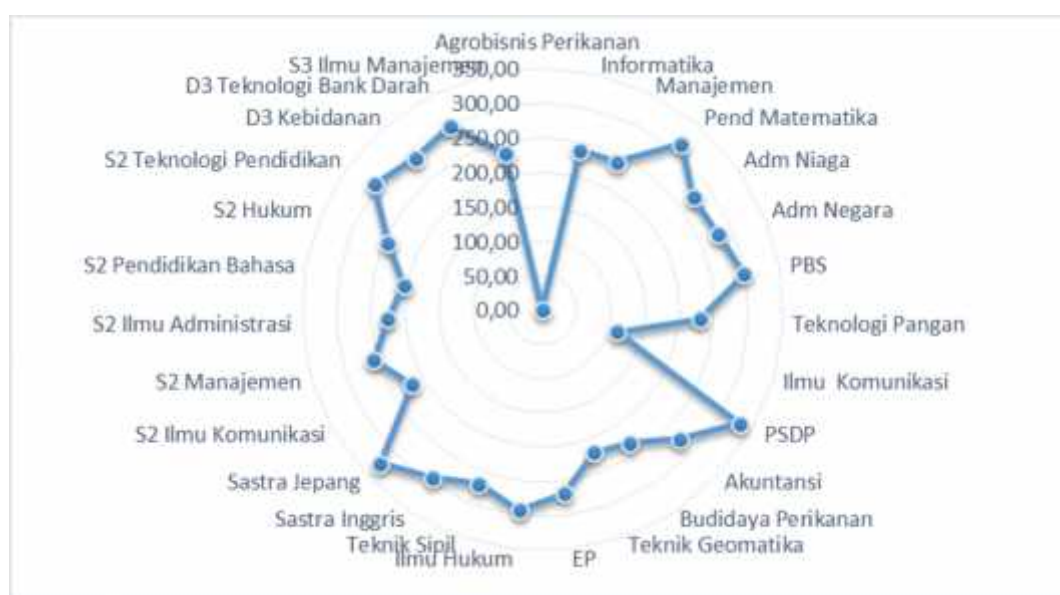 Agrobisnis Perikanan
Informatika
Manajemen
Pend Matematika
Adm Niaga
Adm Negara
PBS
Teknologi Pangan
Ilmu Komunikasi
PSDP
Akuntansi
Budidaya Perikanan
Teknik Geomatika
EP
Ilmu Hukum
Teknik Sipil
Sastra Inggris
Sastra Jepang
S2 Ilmu Komunikasi
S2 Manajemen
S2 Ilmu Administrasi
S2 Pendidikan Bahasa
S2 Hukum
S2 Teknologi Pendidikan
D3 Kebidanan
D3 Teknologi Bank Darah
S3 Ilmu Manajemen
350,00
300,00
250,00
200,00
150,00
100,00
50,00
0,00